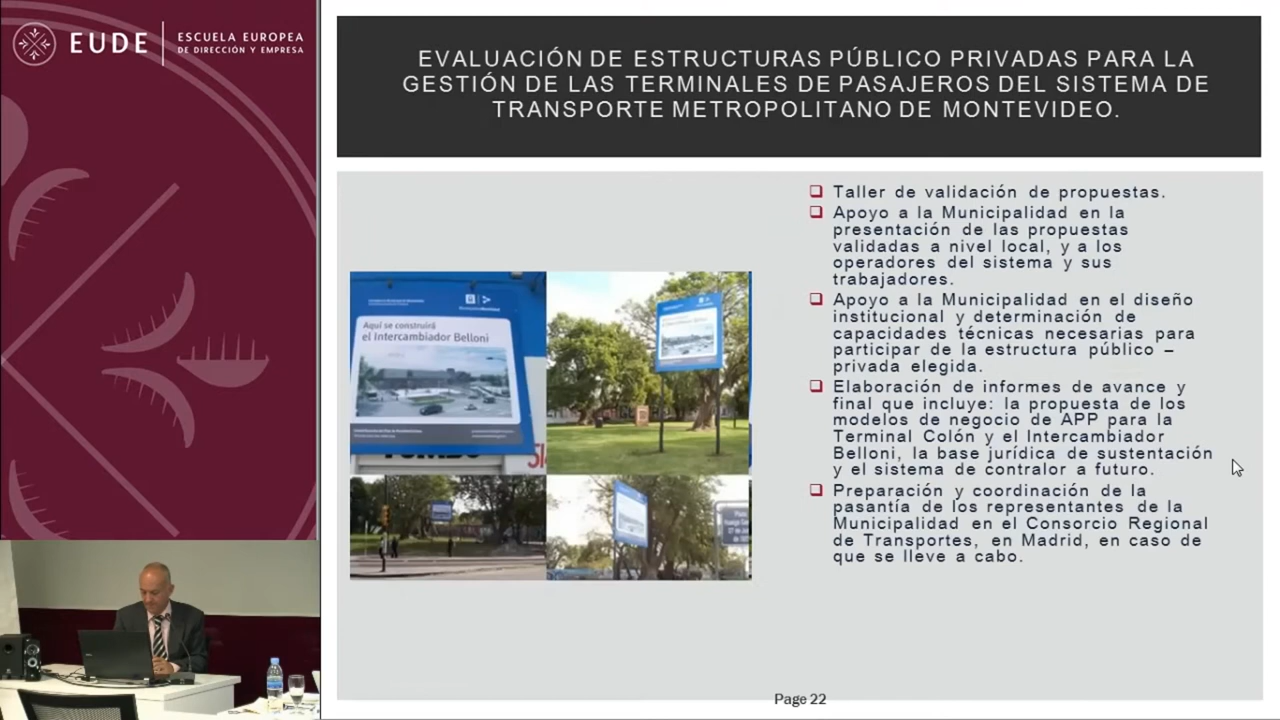 EUDE
ESCUELA EUROPEA
DE DIRECCIÓN Y EMPRESA
EVALUACIÓN DE ESTRUCTURAS PÚBLICO PRIVADAS PARA LA
GESTIÓN DE LAS TERMINALES DE PASAJEROS DEL SISTEMA DE
TRANSPORTE METROPOLITANO DE MONTEVIDEO.
Aquí se construirá
el Intercambiador Belloni
Taller de validación de propuestas.
Apoyo a la Municipalidad en la
presentación de las propuestas
validadas a nivel local, y a los
operadores del sistema y sus
trabajadores.
Apoyo a la Municipalidad en el diseño
institucional y determinación de
capacidades técnicas necesarias para
participar de la estructura público –
privada elegida.
Elaboración de informes de avance y
final que incluye: la propuesta de los
modelos de negocio de APP para la
Terminal Colón y el Intercambiador
Belloni, la base jurídica de sustentación
y el sistema de contralor a futuro.
Preparación y coordinación de la
pasantía de los representantes de la
Municipalidad en el Consorcio Regional
de Transportes, en Madrid, en caso de
que se lleve a cabo.
Page 22